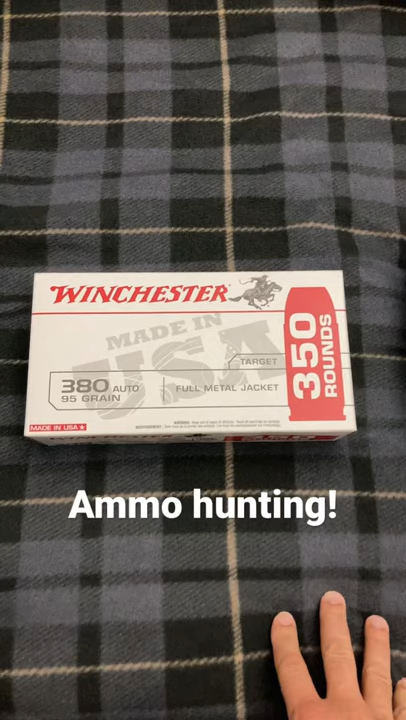 WINCHESTER
MADE IN
USA
TARGET
380 AUTO
95 GRAIN
FULL METAL JACKET
350
ROUNDS
MADE IN USA
Ammo hunting!